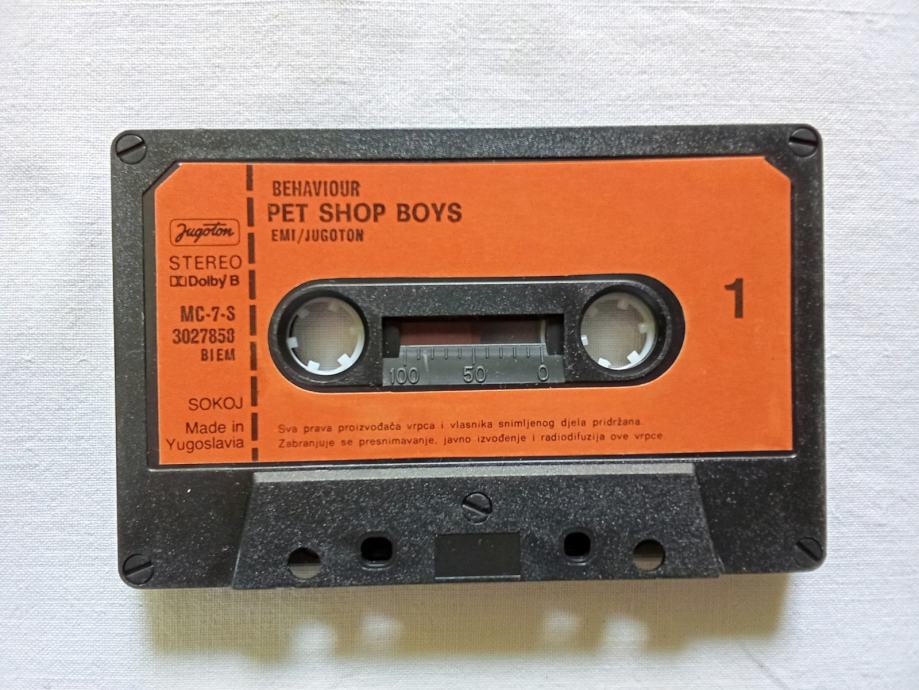 BEHAVIOUR
PET SHOP BOYS
EMI/JUGOTON
Jugoton
STEREO
Dolby B
MC-7-S
3027858
BIEM
SOKOJ
Made in
Yugoslavia
1
100 50 0
Sva prava proizvođača vrpca i vlasnika snimljenog djela pridržana.
Zabranjuje se presnimavanje, javno izvođenje i radiodifuzija ove vrpce